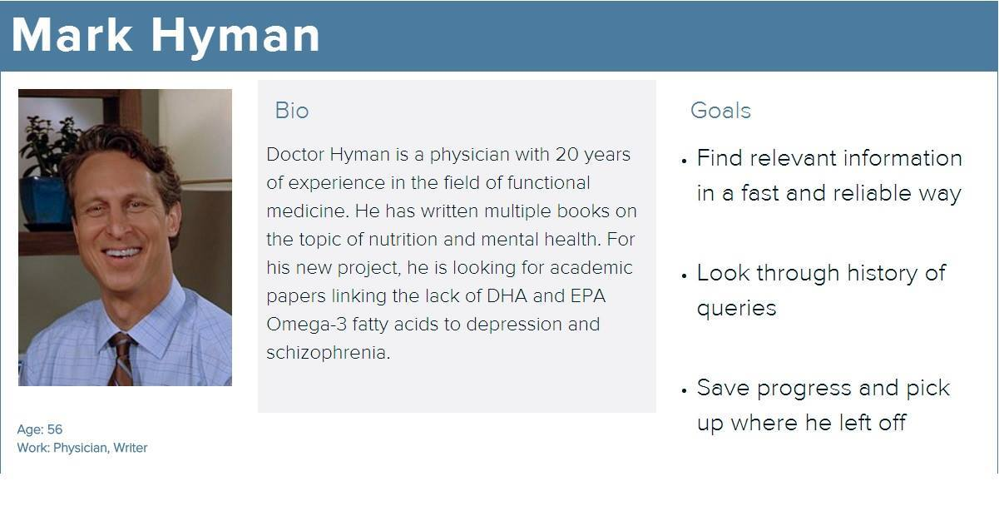 Mark Hyman
Bio
Doctor Hyman is a physician with 20 years
of experience in the field of functional
medicine. He has written multiple books on
the topic of nutrition and mental health. For
his new project, he is looking for academic
papers linking the lack of DHA and EPA
Omega-3 fatty acids to depression and
schizophrenia.
Goals
• Find relevant information
in a fast and reliable way
• Look through history of
queries
• Save progress and pick
up where he left off
Age: 56
Work: Physician, Writer